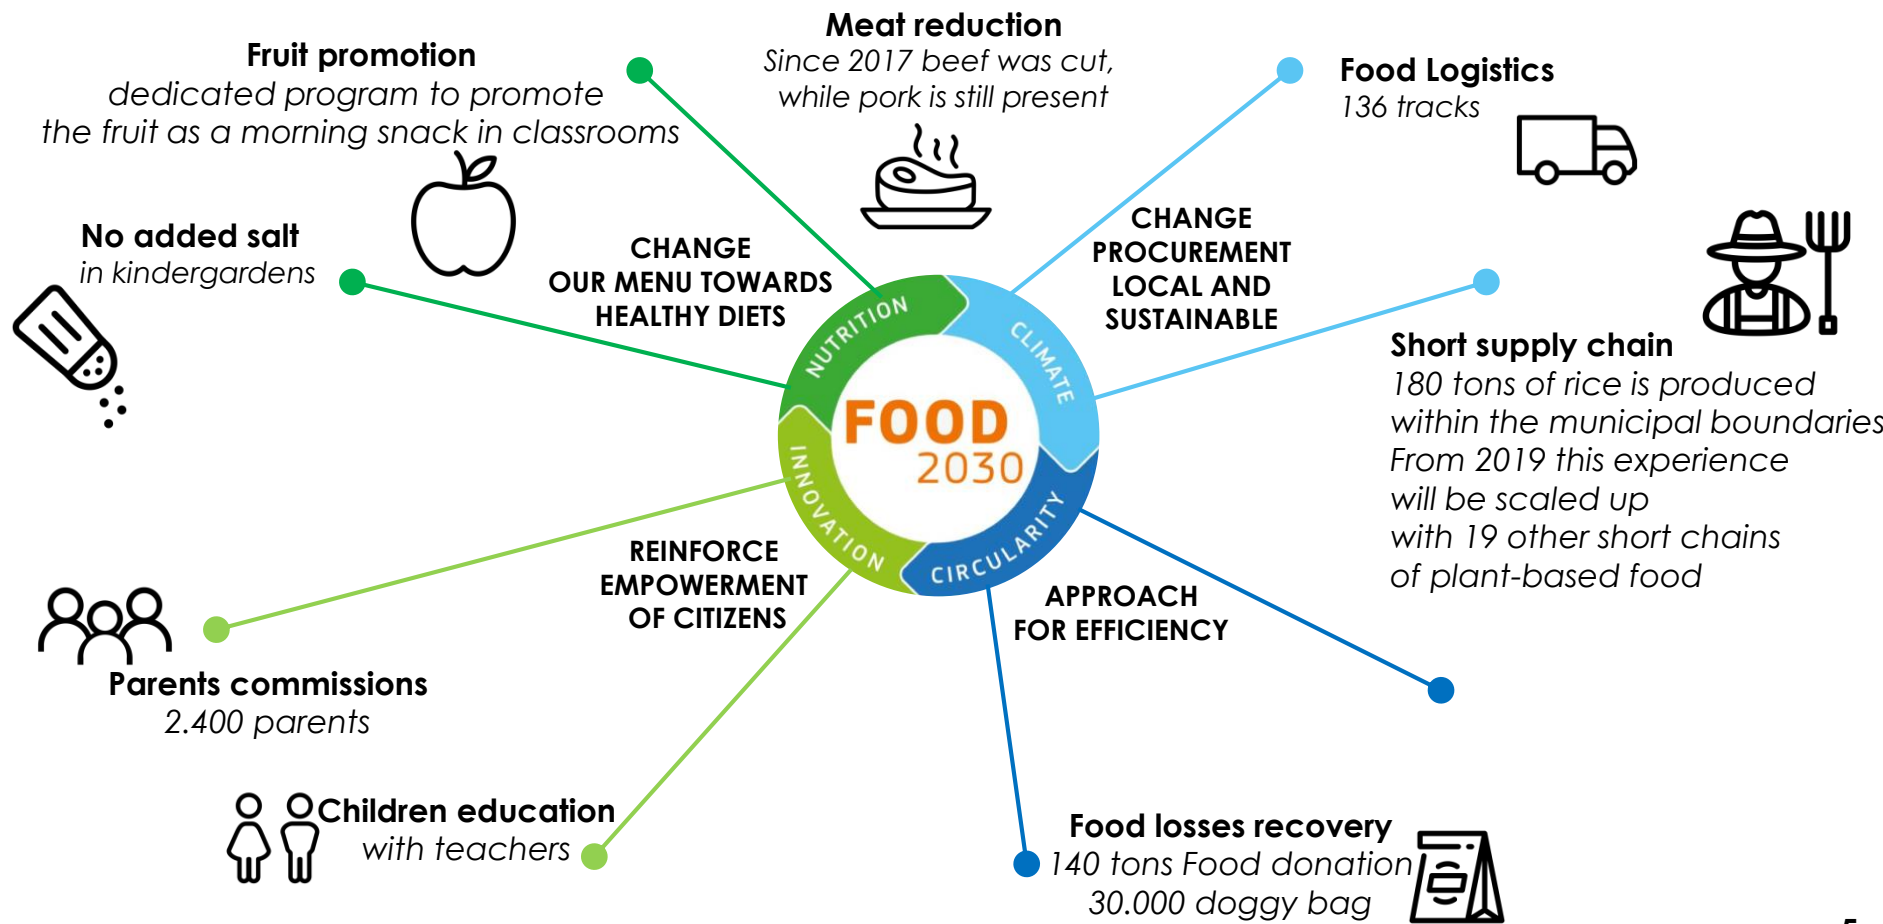 Meat reduction
Since 2017 beef was cut,
while pork is still present
Fruit promotion
dedicated program to promote
the fruit as a morning snack in classrooms
Food Logistics
136 tracks
No added salt
in kindergardens
CHANGE
OUR MENU TOWARDS
HEALTHY DIETS
CHANGE
PROCUREMENT
LOCAL AND
SUSTAINABLE
NUTRITION
CLIMATE
FOOD
2030
INNOVATION
CIRCULARITY
Short supply chain
180 tons of rice is produced
within the municipal boundaries
From 2019 this experience
will be scaled up
with 19 other short chains
of plant-based food
REINFORCE
EMPOWERMENT
OF CITIZENS
APPROACH
FOR EFFICIENCY
Parents commissions
2.400 parents
Children education
with teachers
Food losses recovery
140 tons Food donation
30.000 doggy bag